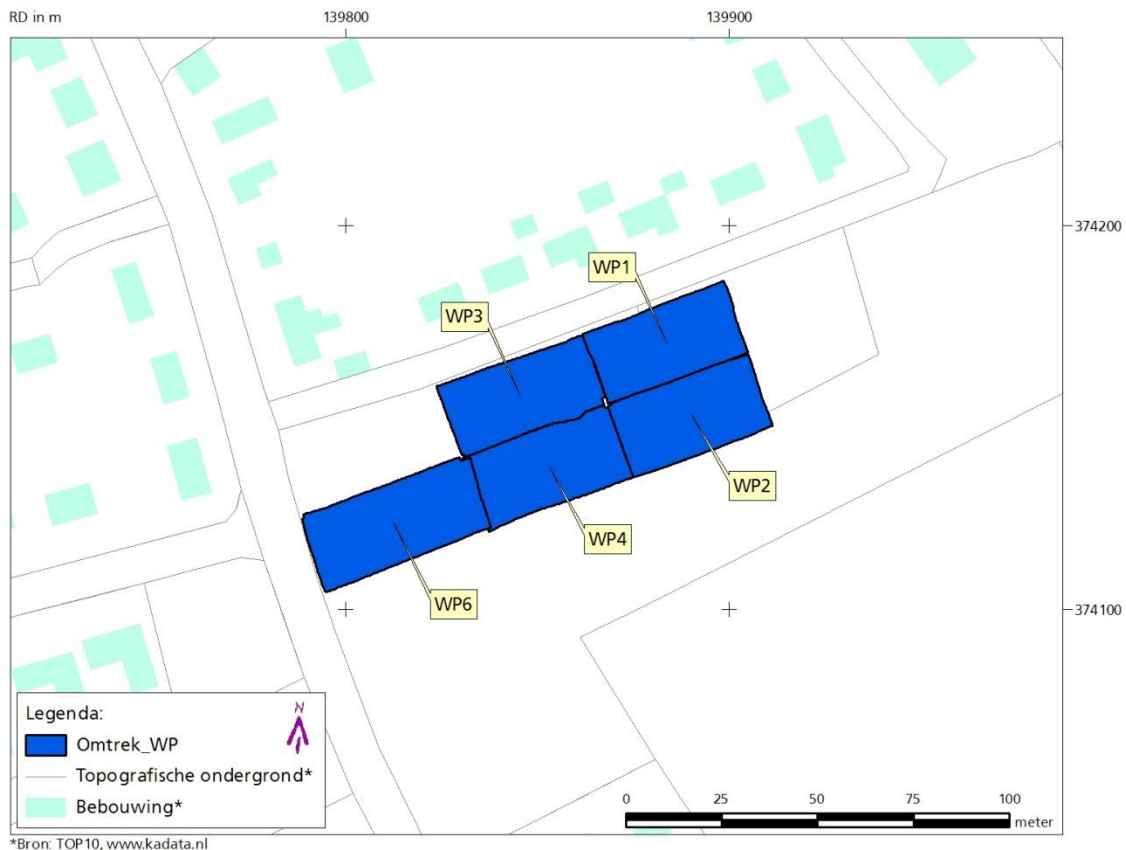 RD in m
139800
139900
374200
WP1
WP3
WP2
WP4
WP6
374100
Legenda:
N
Omtrek_WP
Topografische ondergrond*
Bebouwing*
0 25 50 75 100
meter
*Bron: TOP10, www.kadata.nl